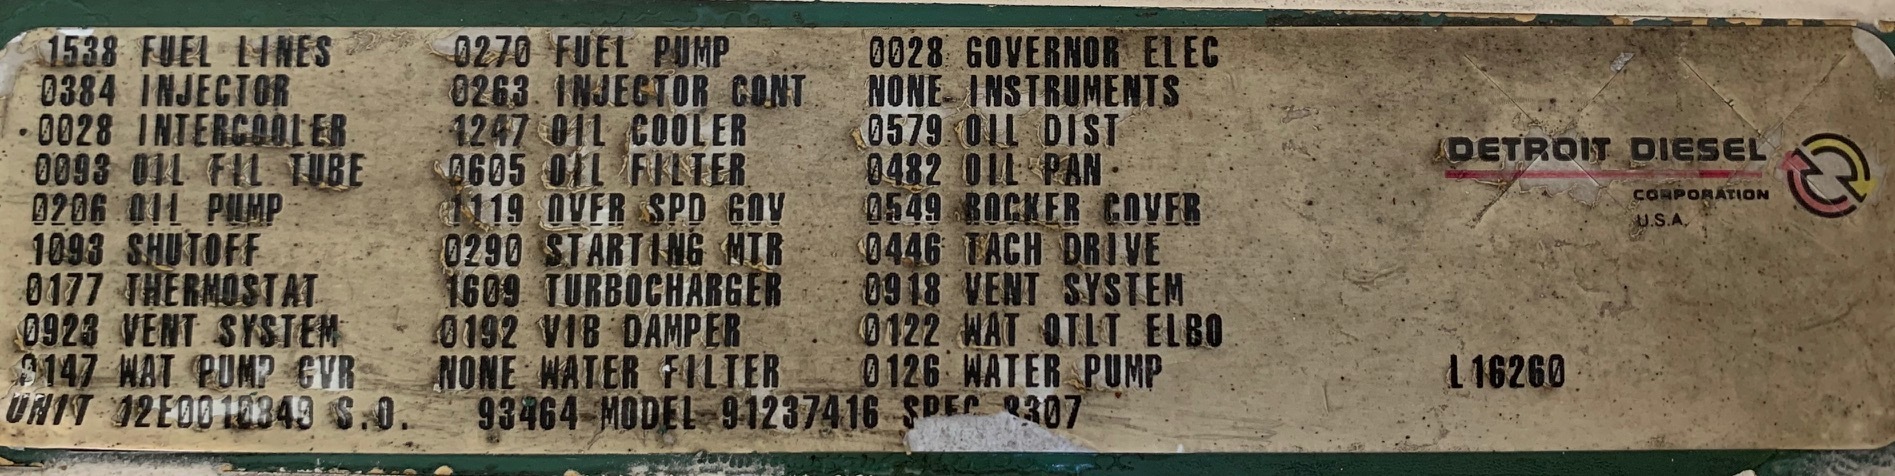 1538 FUEL LINES 0270 FUEL PUMP 0028 GOVERNOR ELEC
0384 INJECTOR 0263 INJECTOR CONT NONE INSTRUMENTS
0028 INTERCOOLER 1247 OIL COOLER 0579 OIL DIST
0093 OIL FIL TUBE 0605 OIL FILTER 0482 OIL PAN
0206 OIL PUMP 1119 OVER SPD GOV 0549 ROCKER COVER
1093 SHUTOFF 0290 STARTING MTR 0446 TACH DRIVE
0177 THERMOSTAT 1609 TURBOCHARGER 0918 VENT SYSTEM
0923 VENT SYSTEM 0192 VIB DAMPER 0122 WAT OTLT ELBO
0147 WAT PUMP CVR NONE WATER FILTER 0126 WATER PUMP
UNIT 12E0010849 S.O. 93464 MODEL 91237416 SPEC 8307
DETROIT DIESEL
CORPORATION
U.S.A.
L16260